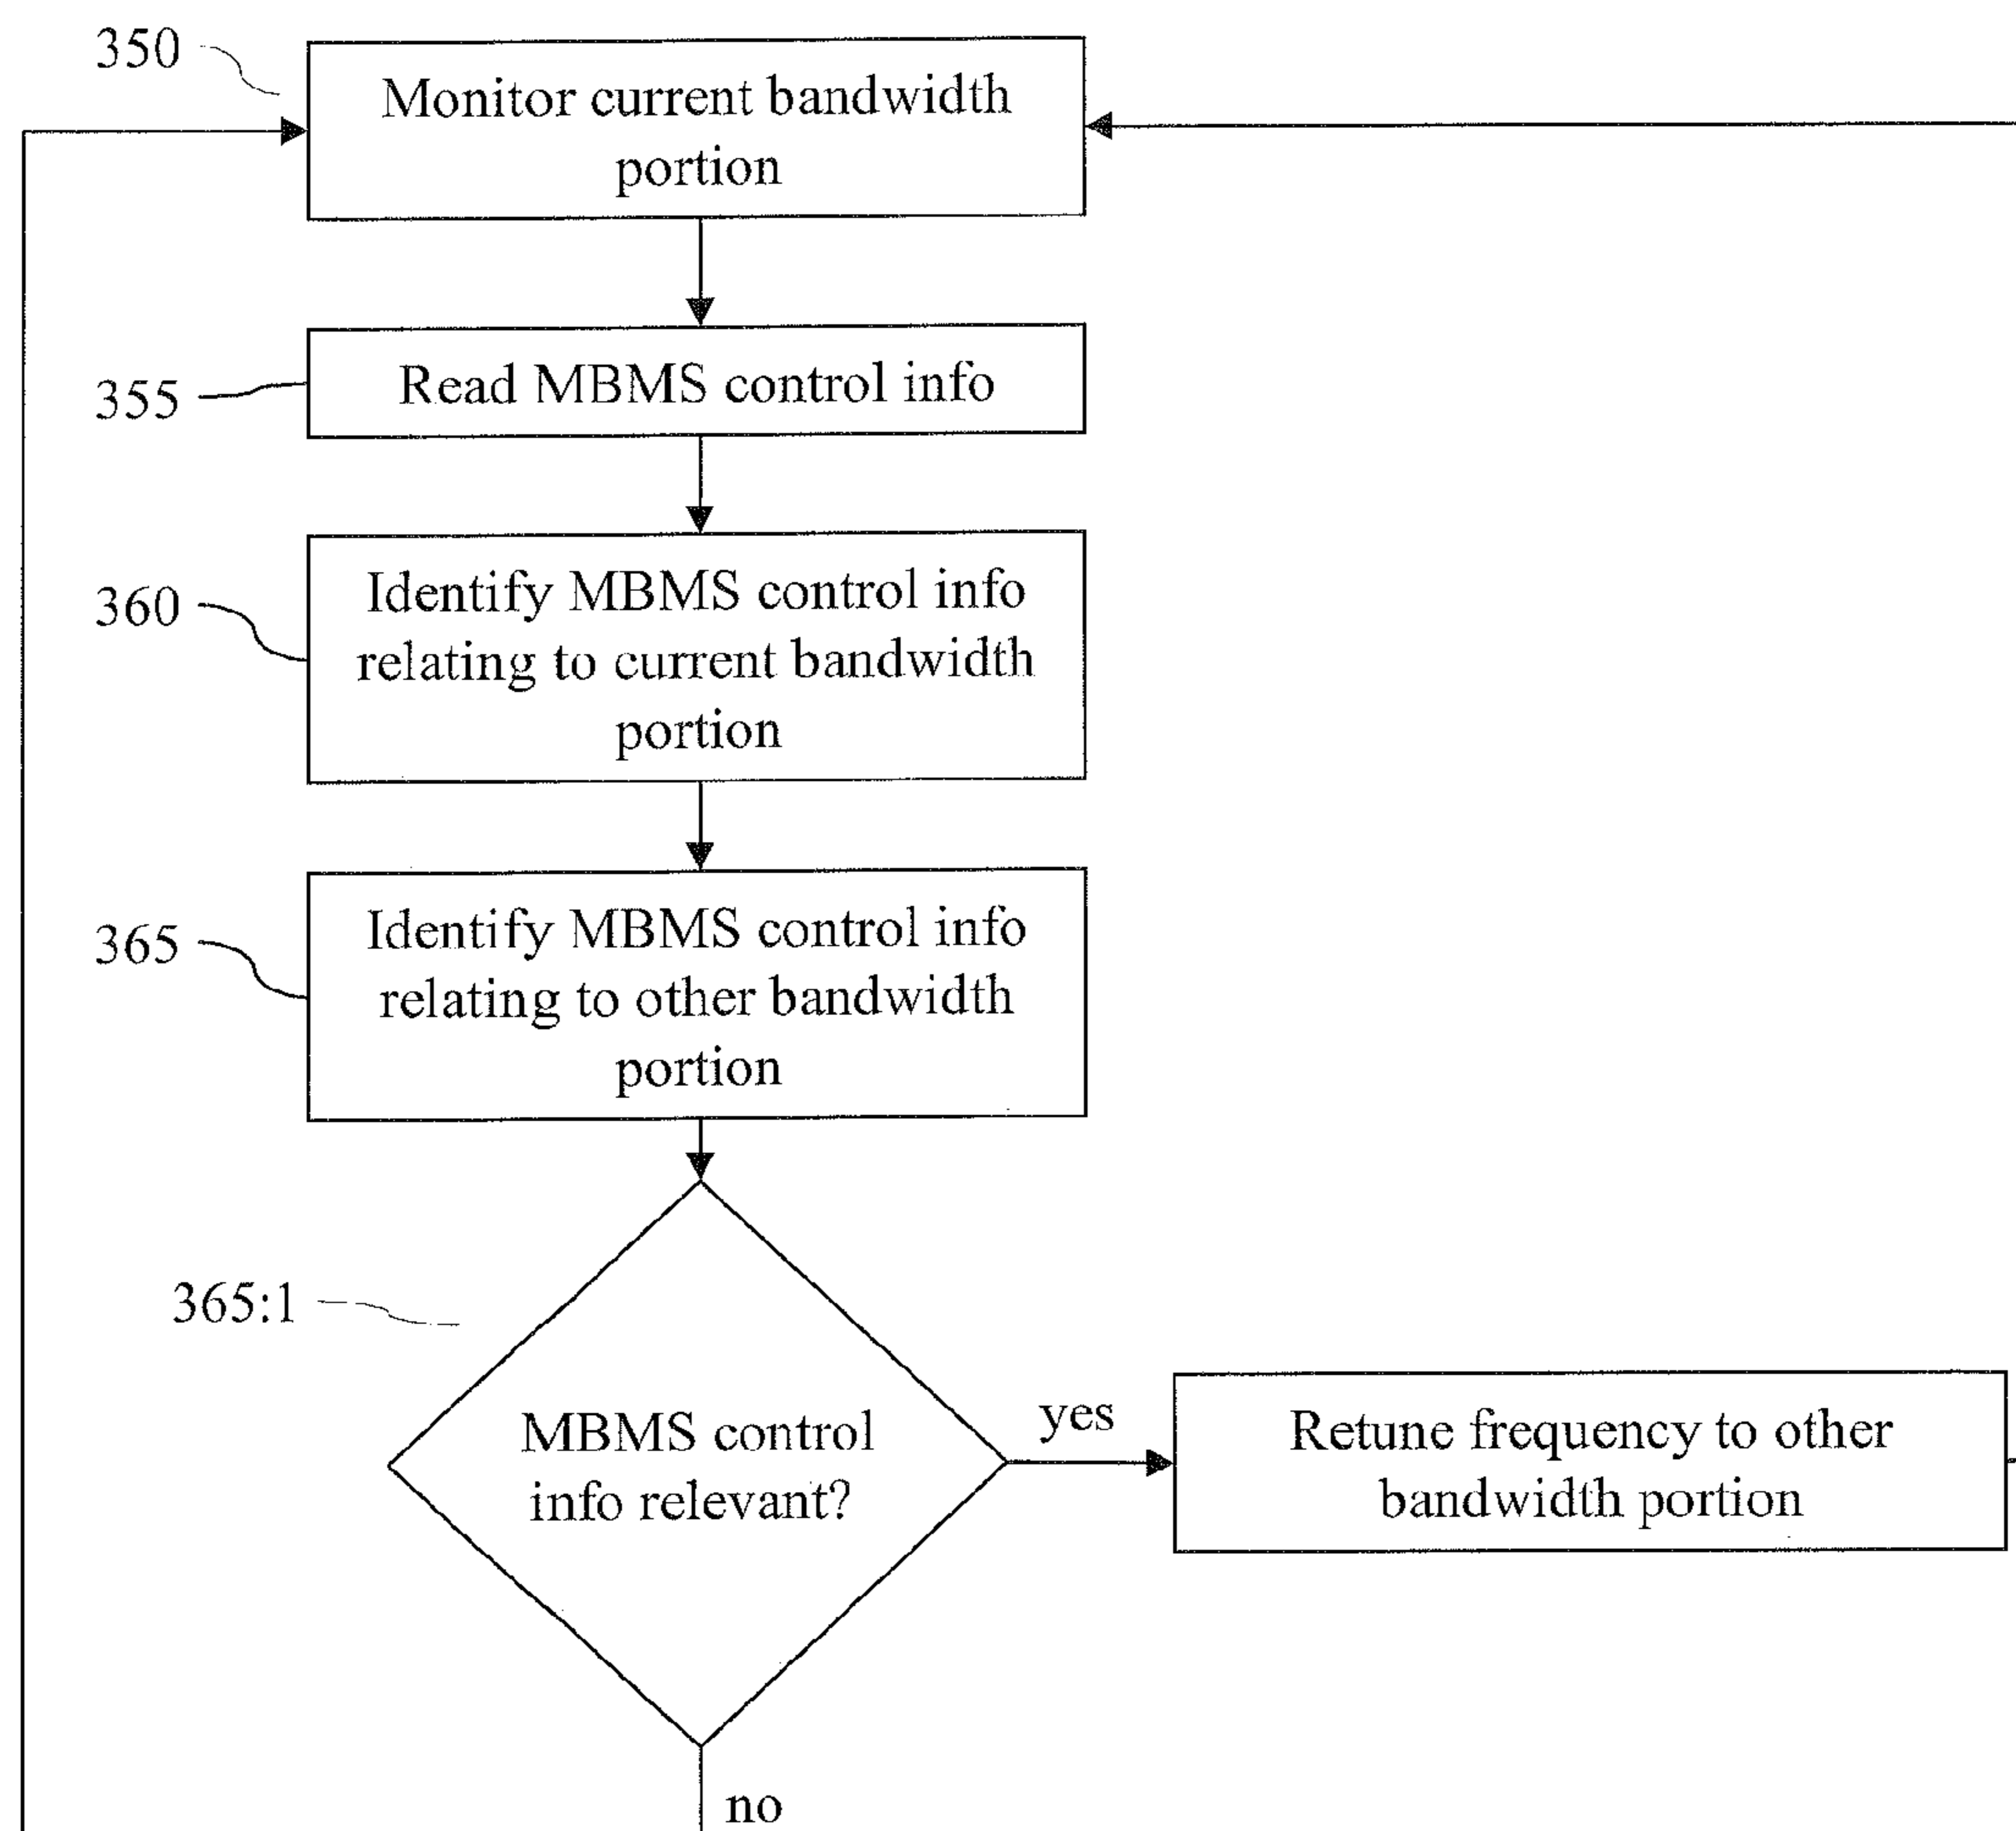 350
Monitor current bandwidth
portion
355
Read MBMS control info
360
Identify MBMS control info
relating to current bandwidth
portion
365
Identify MBMS control info
relating to other bandwidth
portion
365:1
MBMS control
info relevant?
yes
Retune frequency to other
bandwidth portion
no